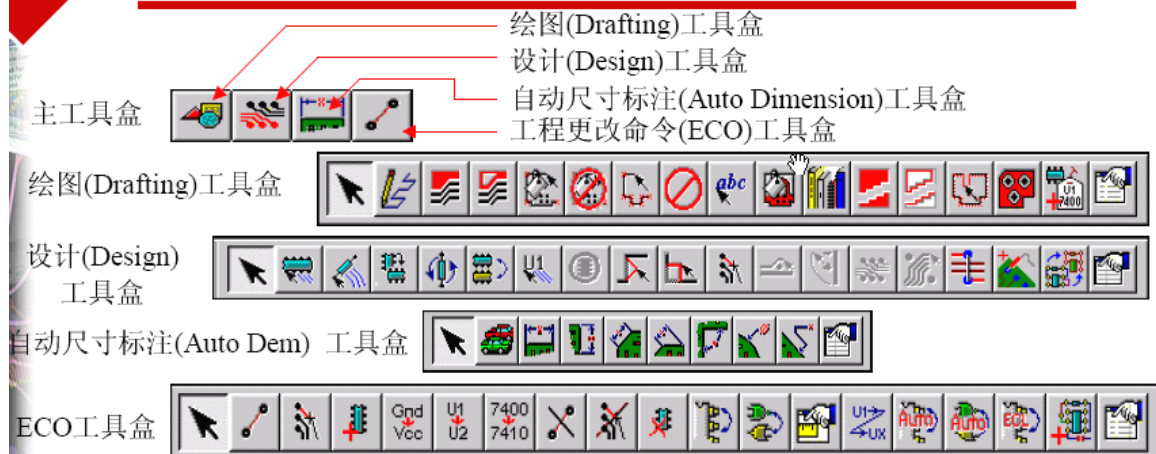 绘图(Drafting)工具盒
设计(Design)工具盒
自动尺寸标注(Auto Dimension)工具盒
工程更改命令(ECO)工具盒
主工具盒
绘图(Drafting)工具盒
abc
U1
7400
设计(Design)
工具盒
U1
自动尺寸标注(Auto Dem) 工具盒
ECO工具盒
Gnd
Vcc
U1
U2
7400
7410
U1
UX
Auto
Auto
ECL